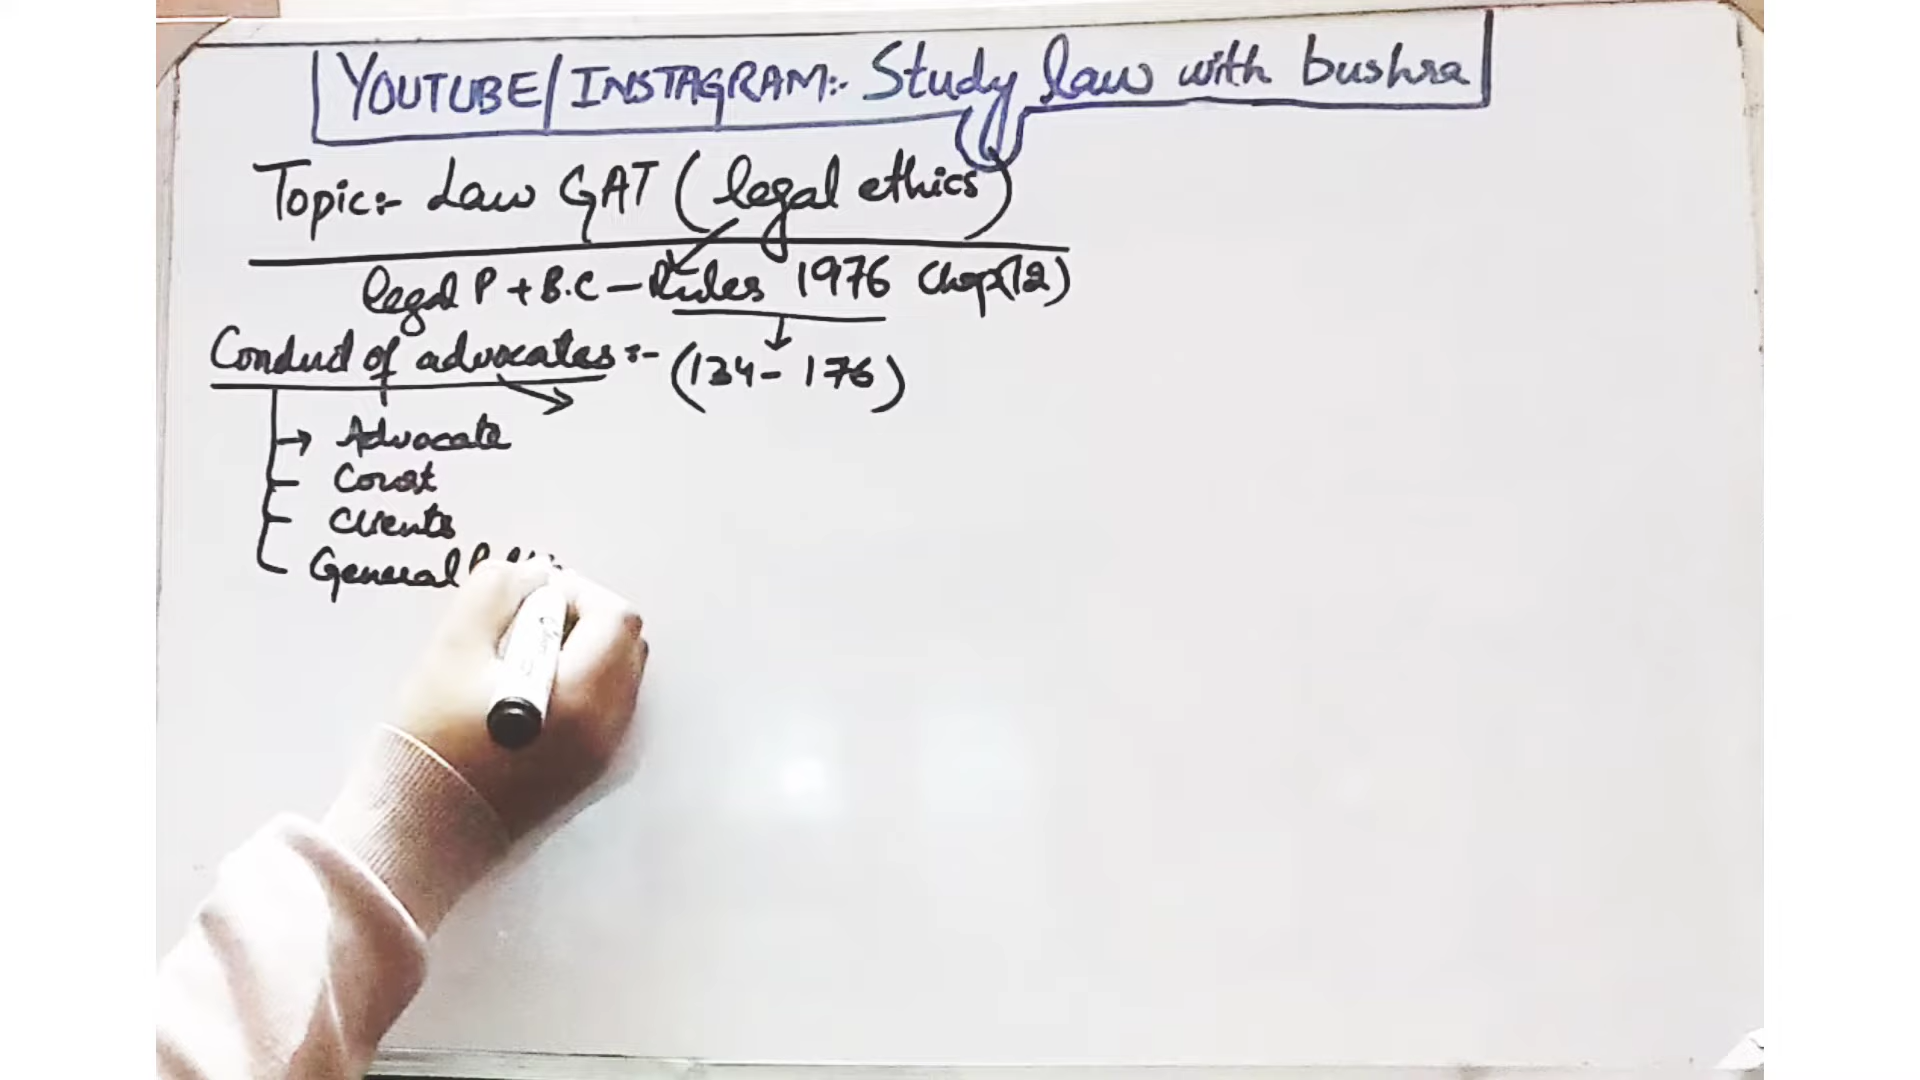 YOUTUBE/INSTAGRAM:- Study law with bushra
Topic:- Law GAT (legal ethics)
legal P + B.C - Rules 1976 Chap(12)
Conduct of advocates:- (134 - 176)
Advocate
Court
Clients
General